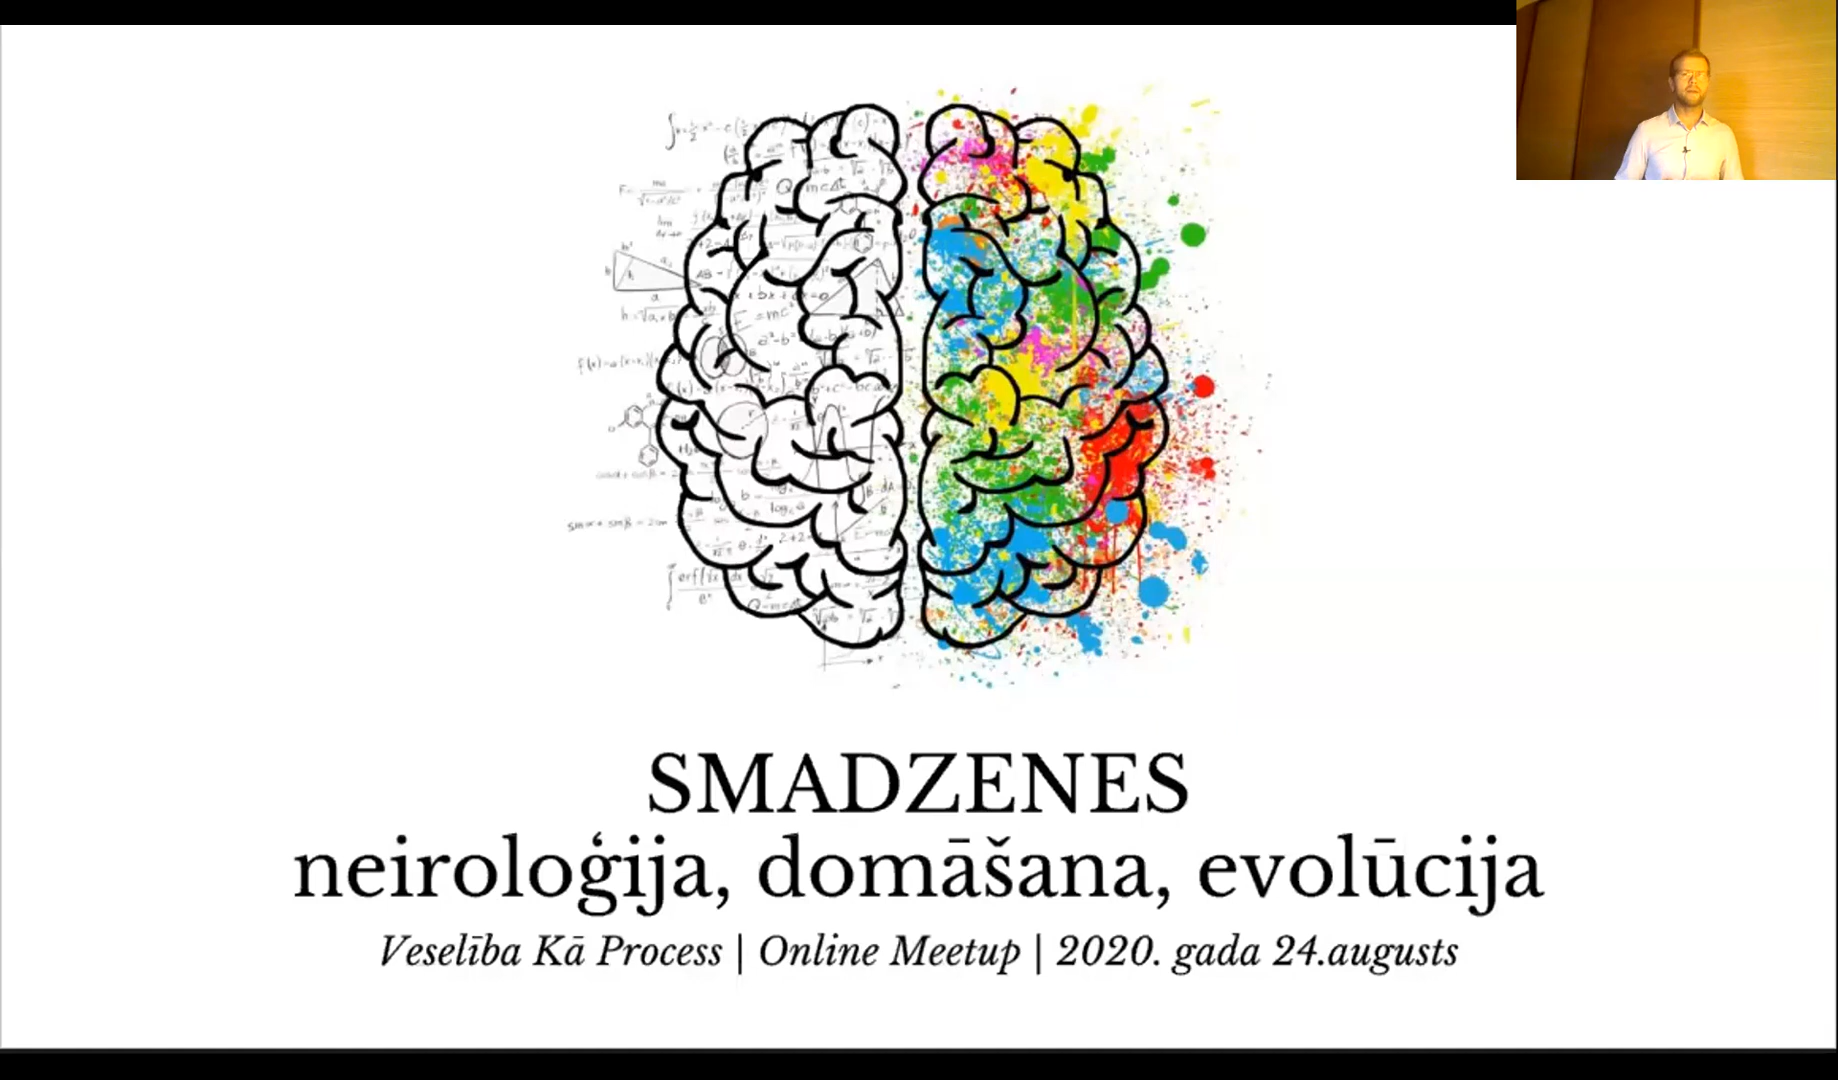 SMADZENES
neiroloģija, domāšana, evolūcija
Veselība Kā Process | Online Meetup | 2020. gada 24.augusts